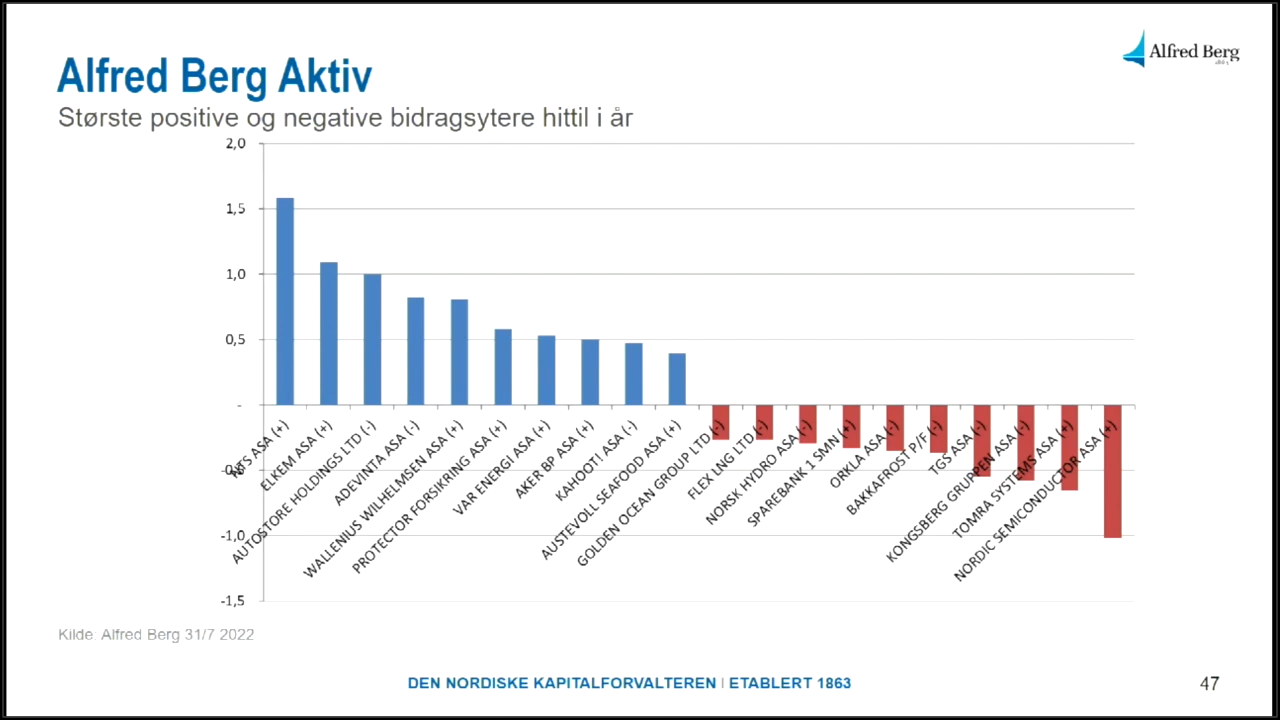 Alfred Berg
Alfred Berg Aktiv
Største positive og negative bidragsytere hittil i år
2,0
1,5
1,0
0,5
-
-0,5
-1,0
-1,5
NTS ASA (+)
ELKEM ASA (+)
AUTOSTORE HOLDINGS LTD (-)
ADEVINTA ASA (-)
WALLENIUS WILHELMSEN ASA (+)
PROTECTOR FORSIKRING ASA (+)
VAR ENERGI ASA (+)
AKER BP ASA (+)
KAHOOT! ASA (-)
AUSTEVOLL SEAFOOD ASA (+)
GOLDEN OCEAN GROUP LTD (-)
FLEX LNG LTD (-)
NORSK HYDRO ASA (-)
SPAREBANK 1 SMN (+)
ORKLA ASA (-)
BAKKAFROST P/F (-)
TGS ASA (-)
KONGSBERG GRUPPEN ASA (-)
TOMRA SYSTEMS ASA (+)
NORDIC SEMICONDUCTOR ASA (+)
Kilde: Alfred Berg 31/7 2022
DEN NORDISKE KAPITALFORVALTEREN | ETABLERT 1863
47